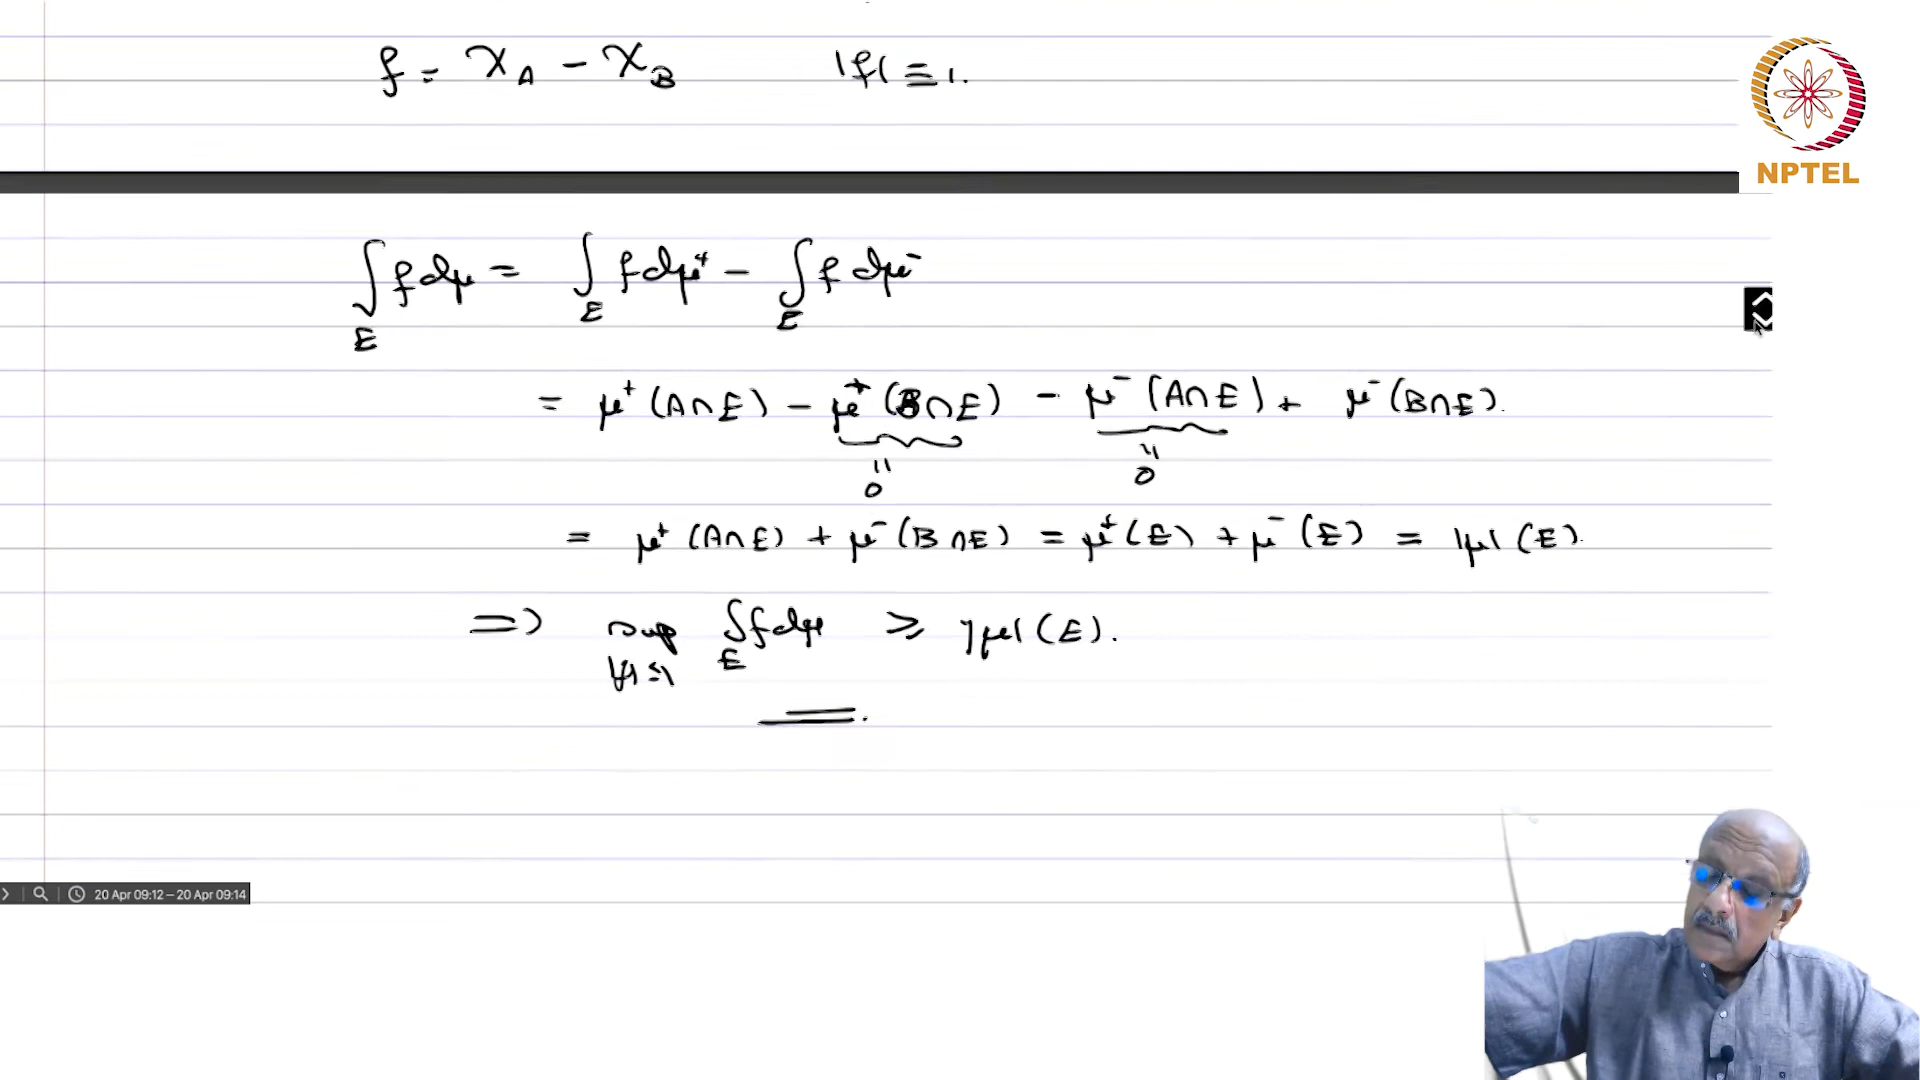 f = χ_A − χ_B |f| ≡ 1.
NPTEL
∫_E f dμ = ∫_E f dμ⁺ − ∫_E f dμ⁻
= μ⁺(A∩E) − μ⁺(B∩E) − μ⁻(A∩E) + μ⁻(B∩E).
" 0 " 0
= μ⁺(A∩E) + μ⁻(B∩E) = μ⁺(E) + μ⁻(E) = |μ|(E).
⇒ sup_{|f|≤1} ∫_E f dμ ≥ |μ|(E).
20 Apr 09:12 – 20 Apr 09:14